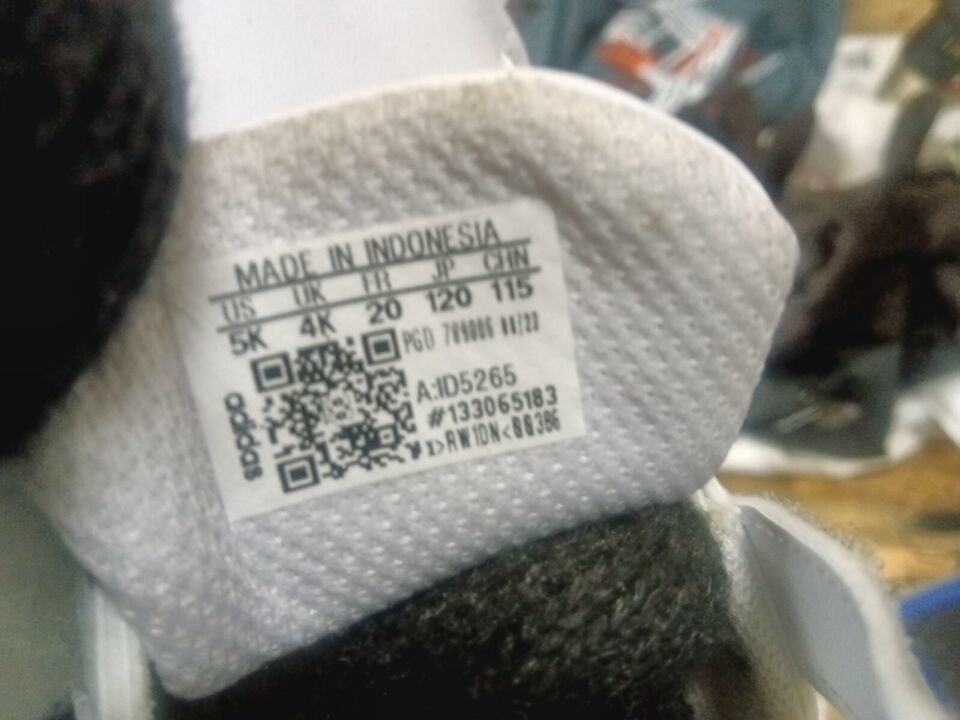 MADE IN INDONESIA
US UK FR JP CHN
5K 4K 20 120 115
PGD
A:ID5265
#133065183
adidas